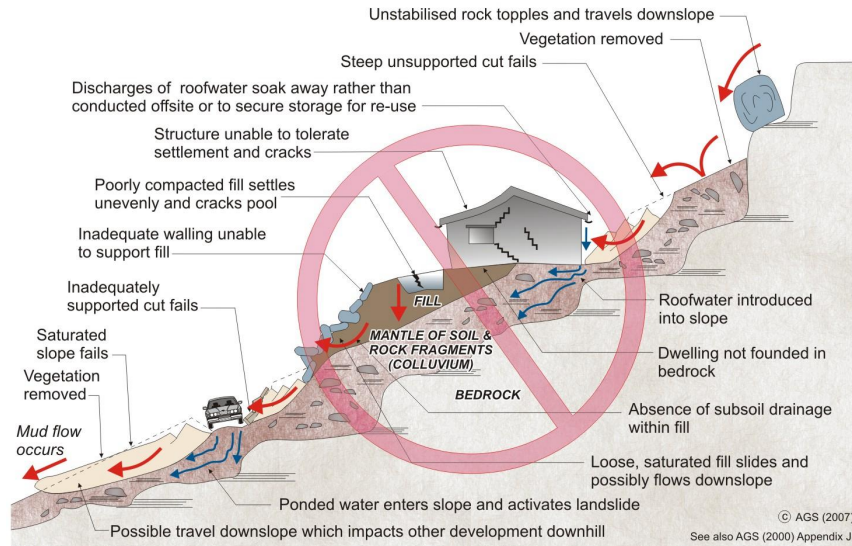 Unstabilised rock topples and travels downslope
Vegetation removed
Steep unsupported cut fails
Discharges of roofwater soak away rather than
conducted offsite or to secure storage for re-use
Structure unable to tolerate
settlement and cracks
Poorly compacted fill settles
unevenly and cracks pool
Inadequate walling unable
to support fill
Inadequately
supported cut fails
Saturated
slope fails
Vegetation
removed
Mud flow
occurs
FILL
MANTLE OF SOIL &
ROCK FRAGMENTS
(COLLUVIUM)
BEDROCK
Roofwater introduced
into slope
Dwelling not founded in
bedrock
Absence of subsoil drainage
within fill
Loose, saturated fill slides and
possibly flows downslope
Ponded water enters slope and activates landslide
Possible travel downslope which impacts other development downhill
© AGS (2007)
See also AGS (2000) Appendix J